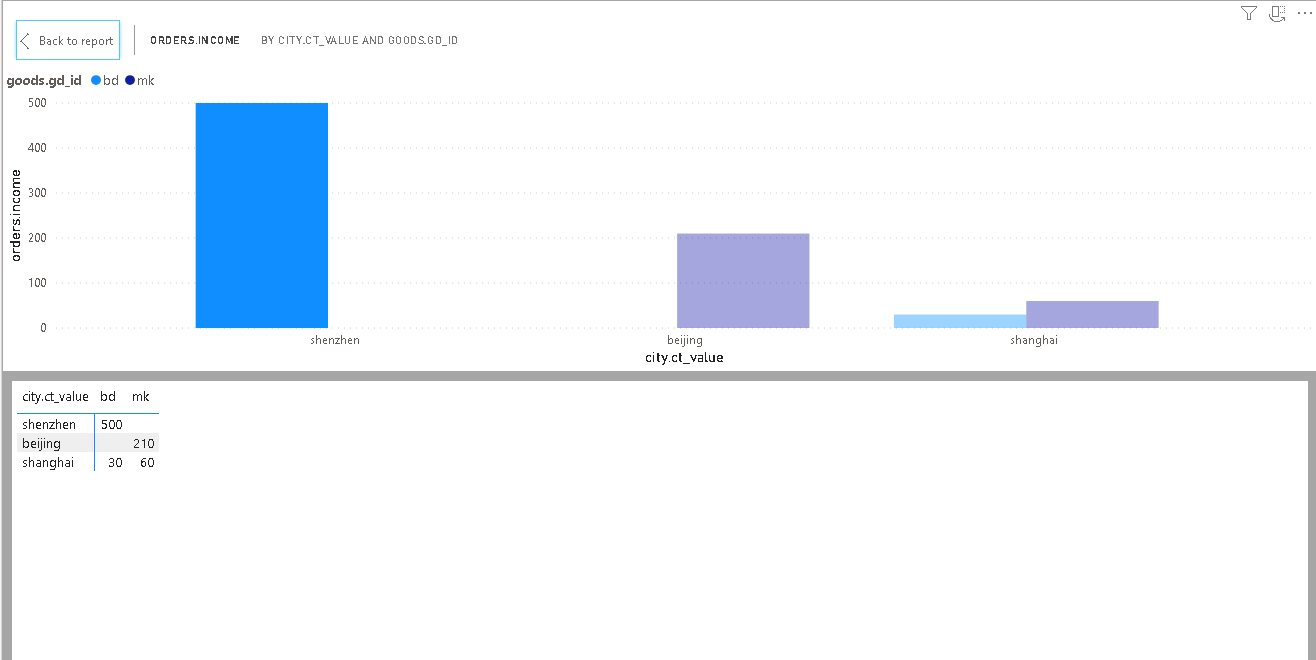 Back to report ORDERS.INCOME BY CITY.CT_VALUE AND GOODS.GD_ID
goods.gd_id bd mk
500
400
300
200
100
0
orders.income
shenzhen beijing shanghai
city.ct_value
city.ct_value bd mk
shenzhen 500
beijing 210
shanghai 30 60